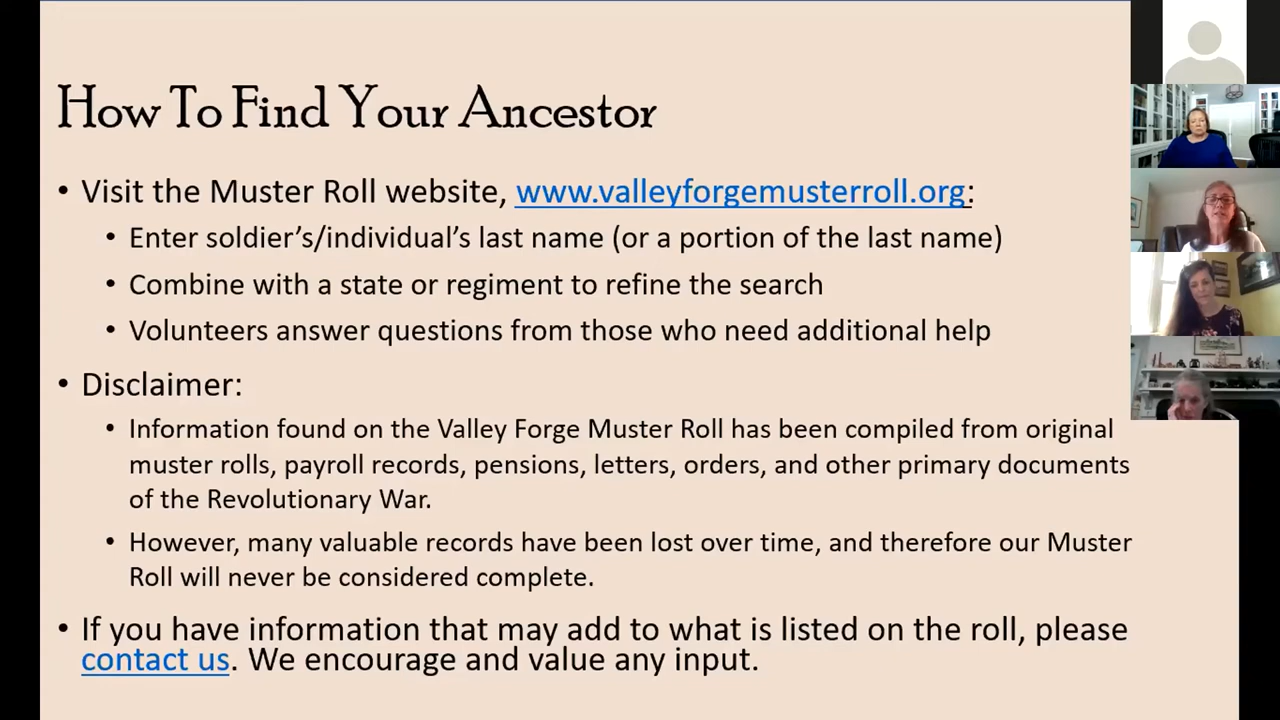 How To Find Your Ancestor
• Visit the Muster Roll website, www.valleyforgemusterroll.org:
• Enter soldier’s/individual’s last name (or a portion of the last name)
• Combine with a state or regiment to refine the search
• Volunteers answer questions from those who need additional help
• Disclaimer:
• Information found on the Valley Forge Muster Roll has been compiled from original
muster rolls, payroll records, pensions, letters, orders, and other primary documents
of the Revolutionary War.
• However, many valuable records have been lost over time, and therefore our Muster
Roll will never be considered complete.
• If you have information that may add to what is listed on the roll, please
contact us. We encourage and value any input.